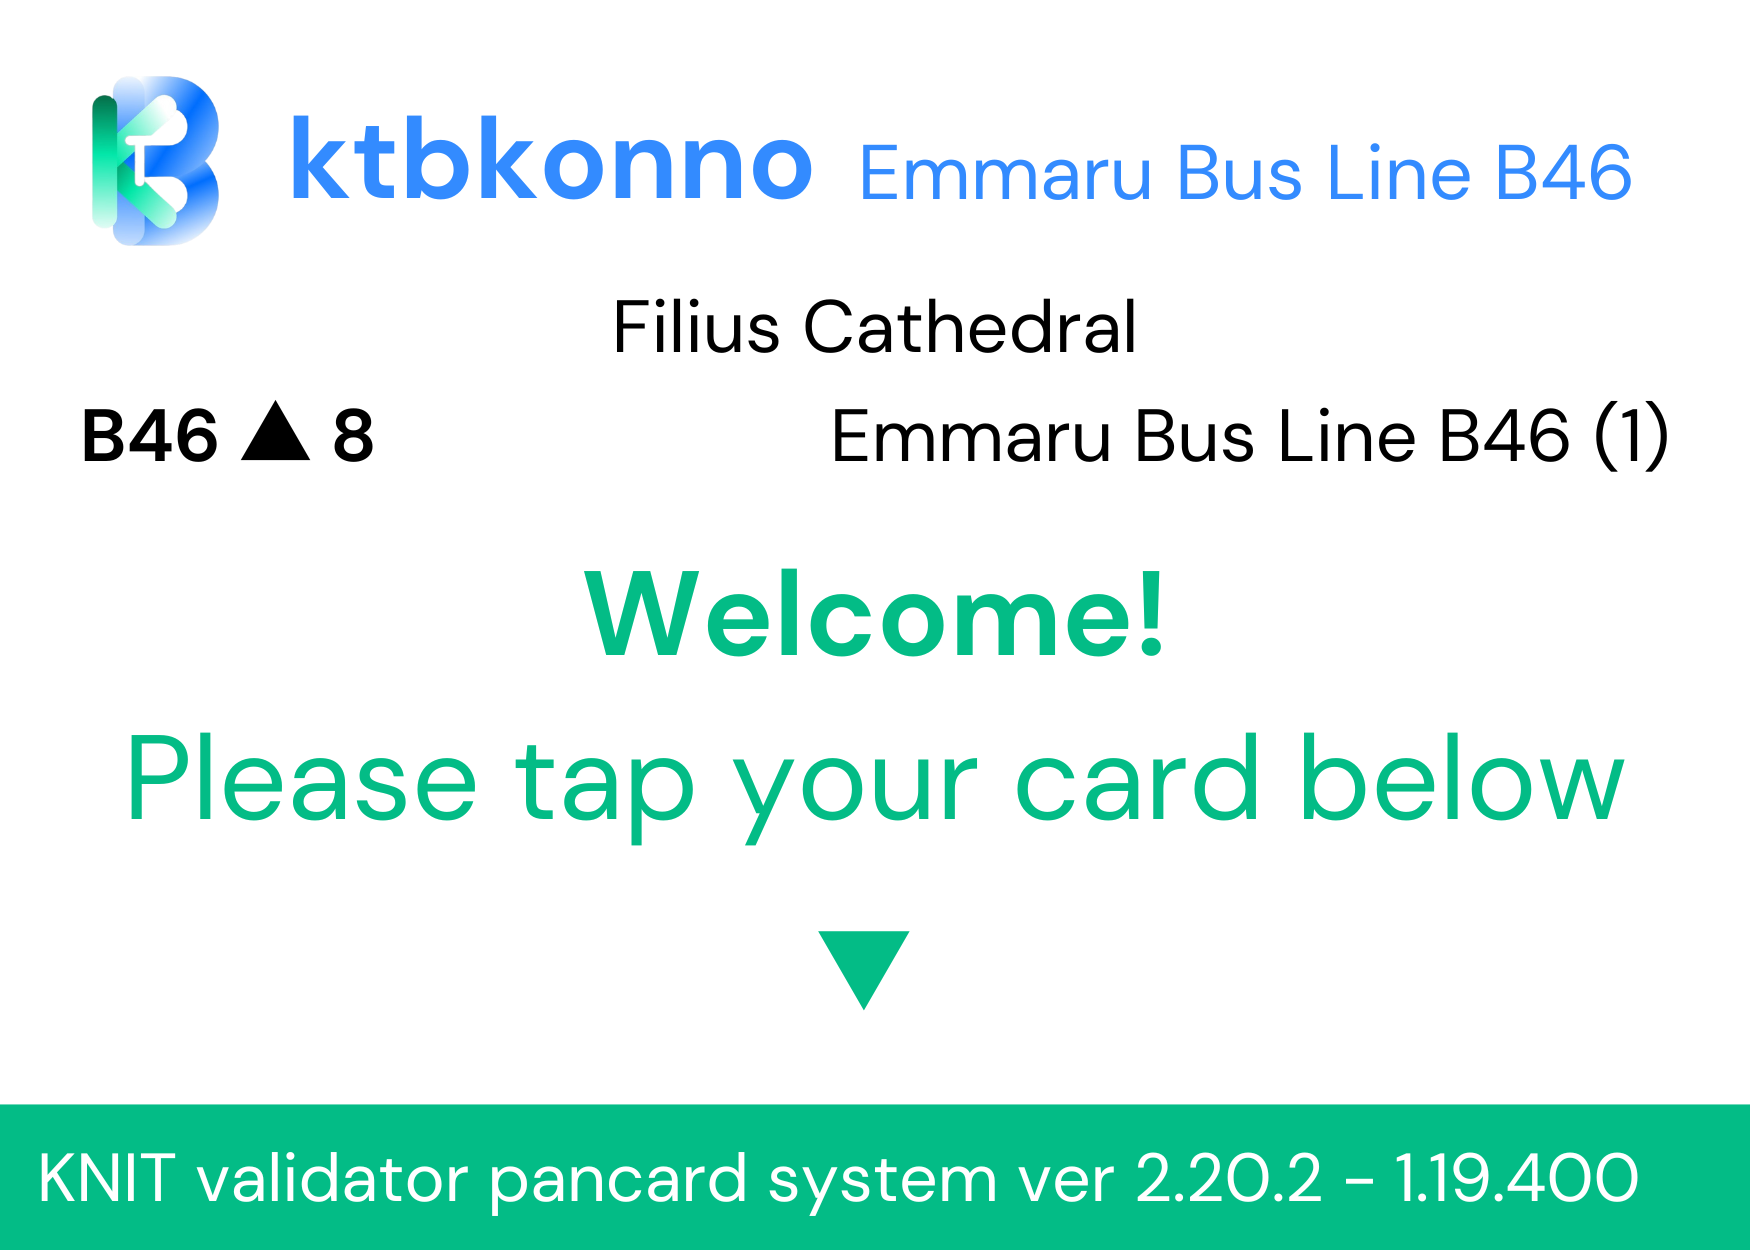 ktbkonno Emmaru Bus Line B46
Filius Cathedral
B46 ▲ 8 Emmaru Bus Line B46 (1)
Welcome!
Please tap your card below
▼
KNIT validator pancard system ver 2.20.2 - 1.19.400